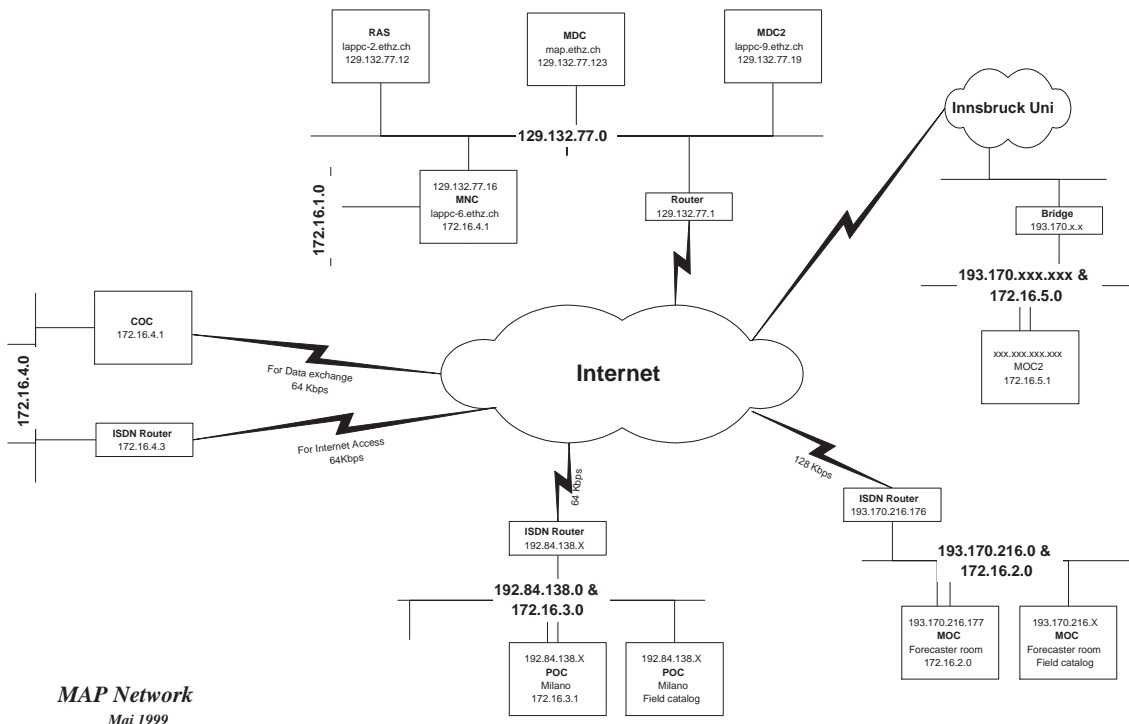 RAS
lappc-2.ethz.ch
129.132.77.12
MDC
map.ethz.ch
129.132.77.123
MDC2
lappc-9.ethz.ch
129.132.77.19
129.132.77.0
Innsbruck Uni
172.16.1.0
129.132.77.16
MNC
lappc-6.ethz.ch
172.16.4.1
Router
129.132.77.1
Bridge
193.170.x.x
193.170.xxx.xxx &
172.16.5.0
xxx.xxx.xxx.xxx
MOC2
172.16.5.1
COC
172.16.4.1
172.16.4.0
For Data exchange
64 Kbps
Internet
ISDN Router
172.16.4.3
For Internet Access
64Kbps
64 Kbps
128 Kbps
ISDN Router
193.170.216.176
ISDN Router
192.84.138.X
193.170.216.0 &
172.16.2.0
192.84.138.0 &
172.16.3.0
193.170.216.177
MOC
Forecaster room
172.16.2.0
193.170.216.X
MOC
Forecaster room
Field catalog
192.84.138.X
POC
Milano
172.16.3.1
192.84.138.X
POC
Milano
Field catalog
MAP Network
Mai 1999